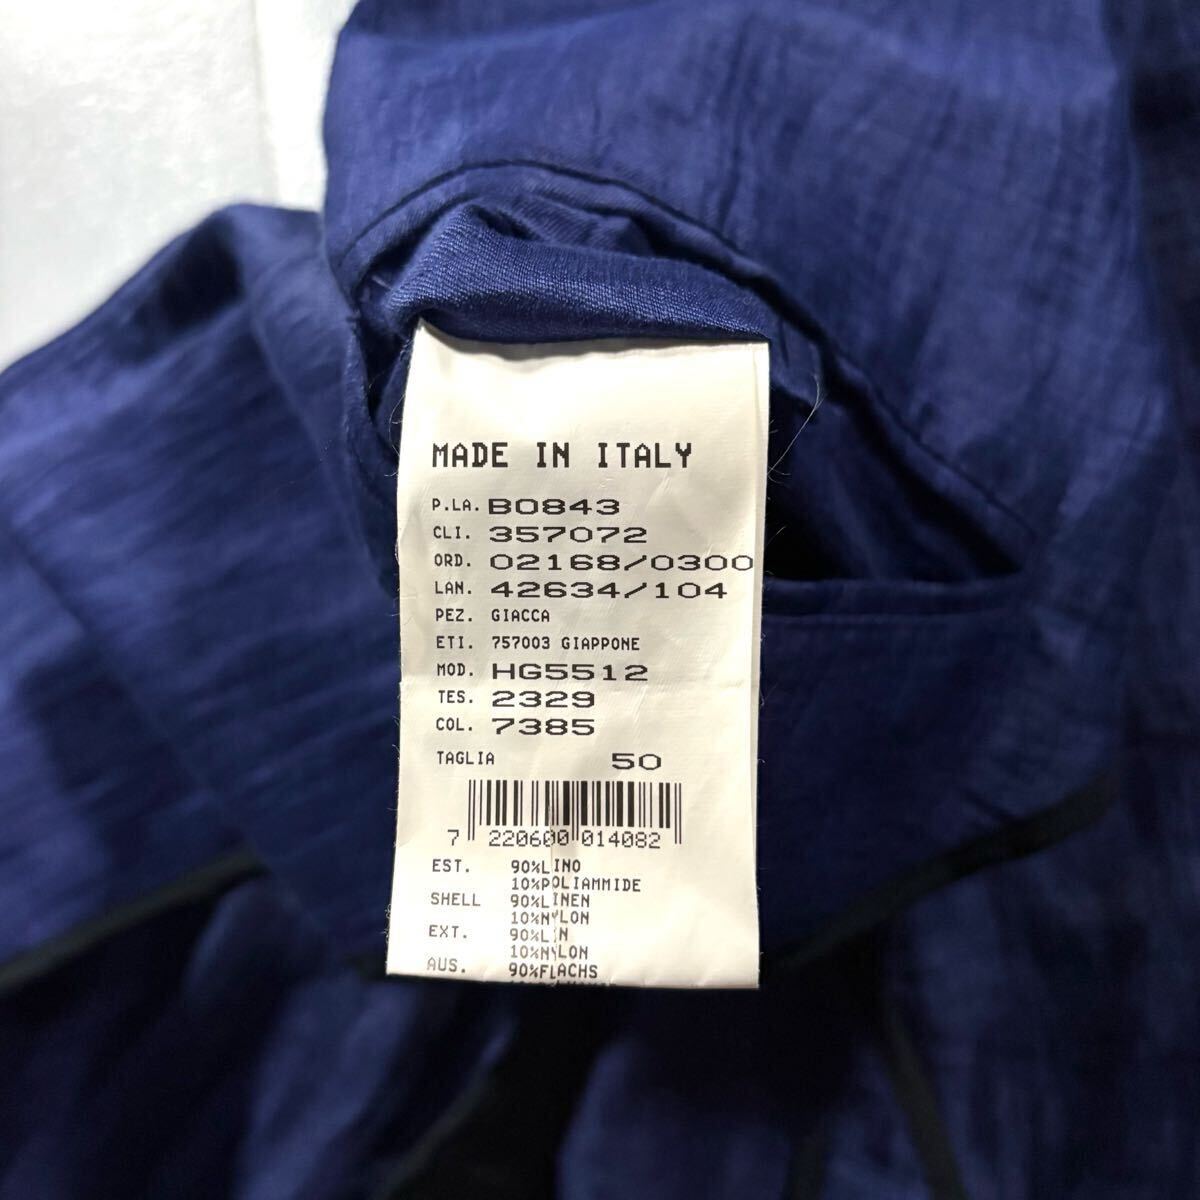 MADE IN ITALY
P.LA. B0843
CLI. 357072
ORD. 02168/0300
LAN. 42634/104
PEZ. GIACCA
ETI. 757003 GIAPPONE
MOD. HG5512
TES. 2329
COL. 7385
TAGLIA 50
7 220600 014082
EST. 90%LINO
10%POLIAMMIDE
SHELL 90%LINEN
10%NYLON
EXT. 90%LIN
10%NYLON
AUS. 90%FLACHS